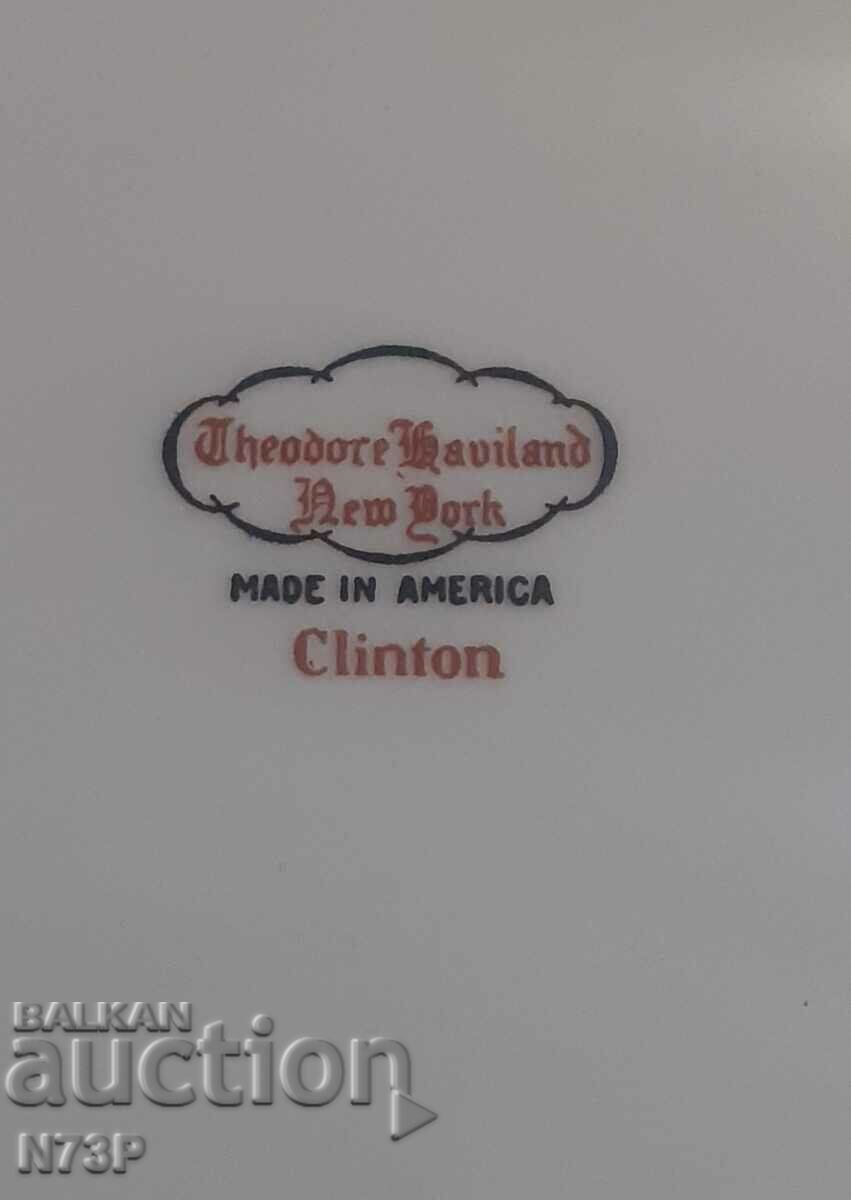 Theodore Haviland
New York
MADE IN AMERICA
Clinton
BALKAN
auction
N73P